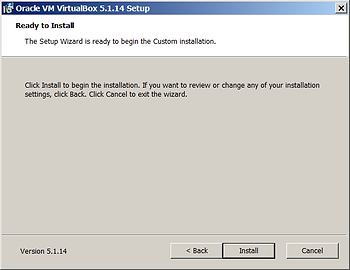 Oracle VM VirtualBox 5.1.14 Setup
Ready to Install
The Setup Wizard is ready to begin the Custom installation.
Click Install to begin the installation. If you want to review or change any of your installation
settings, click Back. Click Cancel to exit the wizard.
Version 5.1.14
< Back
Install
Cancel